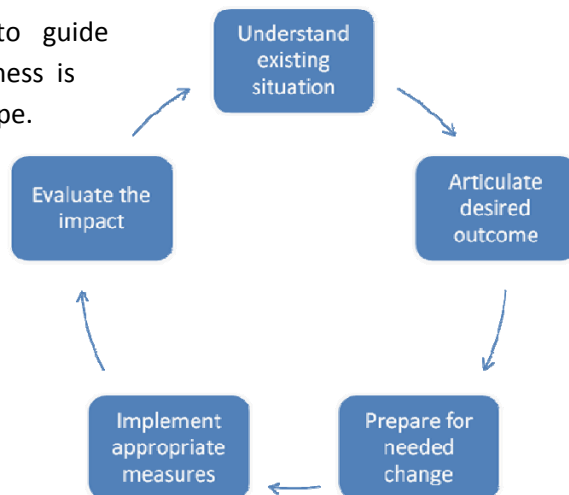 to guide
ness is
pe.
Understand
existing
situation
Articulate
desired
outcome
Prepare for
needed
change
Implement
appropriate
measures
Evaluate the
impact